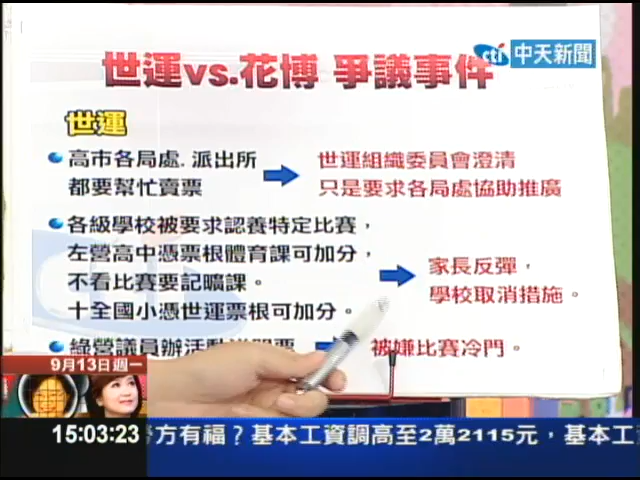 cti 中天新聞
世運vs.花博 爭議事件
世運
高市各局處.派出所
都要幫忙賣票
世運組織委員會澄清
只是要求各局處協助推廣
各級學校被要求認養特定比賽，
左營高中憑票根體育課可加分，
不看比賽要記曠課。
十全國小憑世運票根可加分。
家長反彈，
學校取消措施。
綠營議員辦活動
被嫌比賽冷門。
9月13日週一
15:03:23
方有福？基本工資調高至2萬2115元，基本工